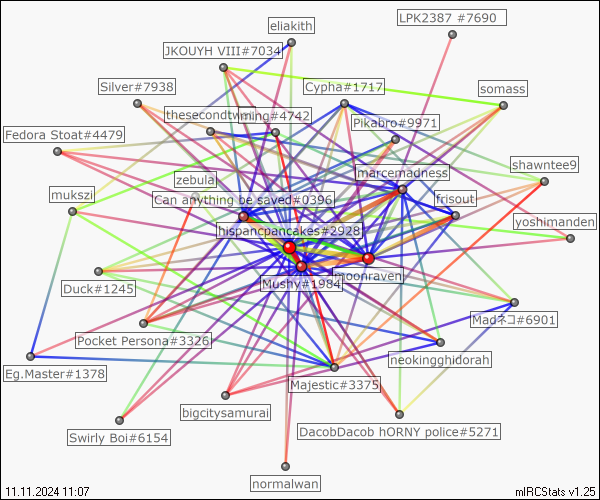 LPK2387 #7690
eliakith
JKOUYH VIII#7034
Silver#7938
Cypha#1717
somass
ming#4742
Pikabro#9971
Fedora Stoat#4479
shawntee9
marcemadness
zebula
mukszi
Can anything be saved#0396
frisout
yoshimanden
hispancpancakes#2928
moonraven
Mushy#1984
Duck#1245
Madネコ#6901
Pocket Persona#3326
neokingghidorah
Eg.Master#1378
Majestic#3375
bigcitysamurai
Swirly Boi#6154
DacobDacob hORNY police#5271
normalwan
11.11.2024 11:07
mIRCStats v1.25